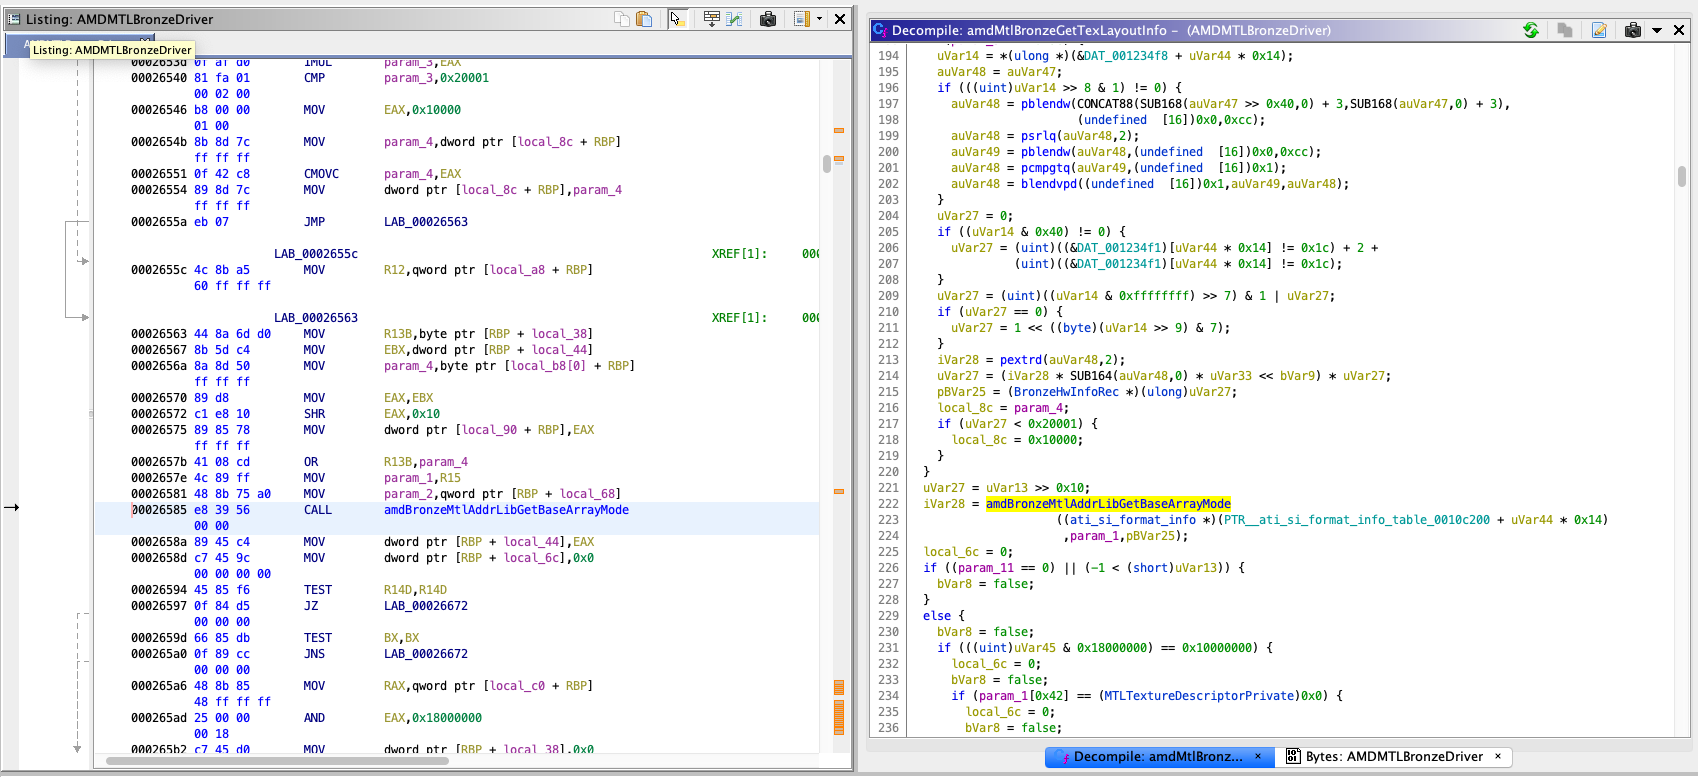 Listing: AMDMTLBronzeDriver
Listing: AMDMTLBronzeDriver
0002653d 0f af d0 IMUL param_3,EAX
00026540 81 fa 01 CMP param_3,0x20001
00 02 00
00026546 b8 00 00 MOV EAX,0x10000
01 00
0002654b 8b 8d 7c MOV param_4,dword ptr [local_8c + RBP]
ff ff ff
00026551 0f 42 c8 CMOVC param_4,EAX
00026554 89 8d 7c MOV dword ptr [local_8c + RBP],param_4
ff ff ff
0002655a eb 07 JMP LAB_00026563
LAB_0002655c XREF[1]: 000
0002655c 4c 8b a5 MOV R12,qword ptr [local_a8 + RBP]
60 ff ff ff
LAB_00026563 XREF[1]: 000
00026563 44 8a 6d d0 MOV R13B,byte ptr [RBP + local_38]
00026567 8b 5d c4 MOV EBX,dword ptr [RBP + local_44]
0002656a 8a 8d 50 MOV param_4,byte ptr [local_b8[0] + RBP]
ff ff ff
00026570 89 d8 MOV EAX,EBX
00026572 c1 e8 10 SHR EAX,0x10
00026575 89 85 78 MOV dword ptr [local_90 + RBP],EAX
ff ff ff
0002657b 41 08 cd OR R13B,param_4
0002657e 4c 89 ff MOV param_1,R15
00026581 48 8b 75 a0 MOV param_2,qword ptr [RBP + local_68]
00026585 e8 39 56 CALL amdBronzeMtlAddrLibGetBaseArrayMode
00 00
0002658a 89 45 c4 MOV dword ptr [RBP + local_44],EAX
0002658d c7 45 9c MOV dword ptr [RBP + local_6c],0x0
00 00 00 00
00026594 45 85 f6 TEST R14D,R14D
00026597 0f 84 d5 JZ LAB_00026672
00 00 00
0002659d 66 85 db TEST BX,BX
000265a0 0f 89 cc JNS LAB_00026672
00 00 00
000265a6 48 8b 85 MOV RAX,qword ptr [local_c0 + RBP]
48 ff ff ff
000265ad 25 00 00 AND EAX,0x18000000
00 18
000265b2 c7 45 d0 MOV dword ptr [RBP + local_38],0x0
Decompile: amdMtlBronzeGetTexLayoutInfo - (AMDMTLBronzeDriver)
194 uVar14 = *(ulong *)(&DAT_001234f8 + uVar44 * 0x14);
195 auVar48 = auVar47;
196 if (((uint)uVar14 >> 8 & 1) != 0) {
197 auVar48 = pblendw(CONCAT88(SUB168(auVar47 >> 0x40,0) + 3,SUB168(auVar47,0) + 3),
198 (undefined [16])0x0,0xcc);
199 auVar48 = psrlq(auVar48,2);
200 auVar49 = pblendw(auVar48,(undefined [16])0x0,0xcc);
201 auVar48 = pcmpgtq(auVar49,(undefined [16])0x1);
202 auVar48 = blendvpd((undefined [16])0x1,auVar49,auVar48);
203 }
204 uVar27 = 0;
205 if ((uVar14 & 0x40) != 0) {
206 uVar27 = (uint)((&DAT_001234f1)[uVar44 * 0x14] != 0x1c) + 2 +
207 (uint)((&DAT_001234f1)[uVar44 * 0x14] != 0x1c);
208 }
209 uVar27 = (uint)((uVar14 & 0xffffffff) >> 7) & 1 | uVar27;
210 if (uVar27 == 0) {
211 uVar27 = 1 << ((byte)(uVar14 >> 9) & 7);
212 }
213 iVar28 = pextrd(auVar48,2);
214 uVar27 = (iVar28 * SUB164(auVar48,0) * uVar33 << bVar9) * uVar27;
215 pBVar25 = (BronzeHwInfoRec *)(ulong)uVar27;
216 local_8c = param_4;
217 if (uVar27 < 0x20001) {
218 local_8c = 0x10000;
219 }
220 }
221 uVar27 = uVar13 >> 0x10;
222 iVar28 = amdBronzeMtlAddrLibGetBaseArrayMode
223 ((ati_si_format_info *)(PTR__ati_si_format_info_table_0010c200 + uVar44 * 0x14)
224 ,param_1,pBVar25);
225 local_6c = 0;
226 if ((param_11 == 0) || (-1 < (short)uVar13)) {
227 bVar8 = false;
228 }
229 else {
230 bVar8 = false;
231 if (((uint)uVar45 & 0x18000000) == 0x10000000) {
232 local_6c = 0;
233 bVar8 = false;
234 if (param_1[0x42] == (MTLTextureDescriptorPrivate)0x0) {
235 local_6c = 0;
236 bVar8 = false;
Decompile: amdMtlBronz... ×
Bytes: AMDMTLBronzeDriver ×